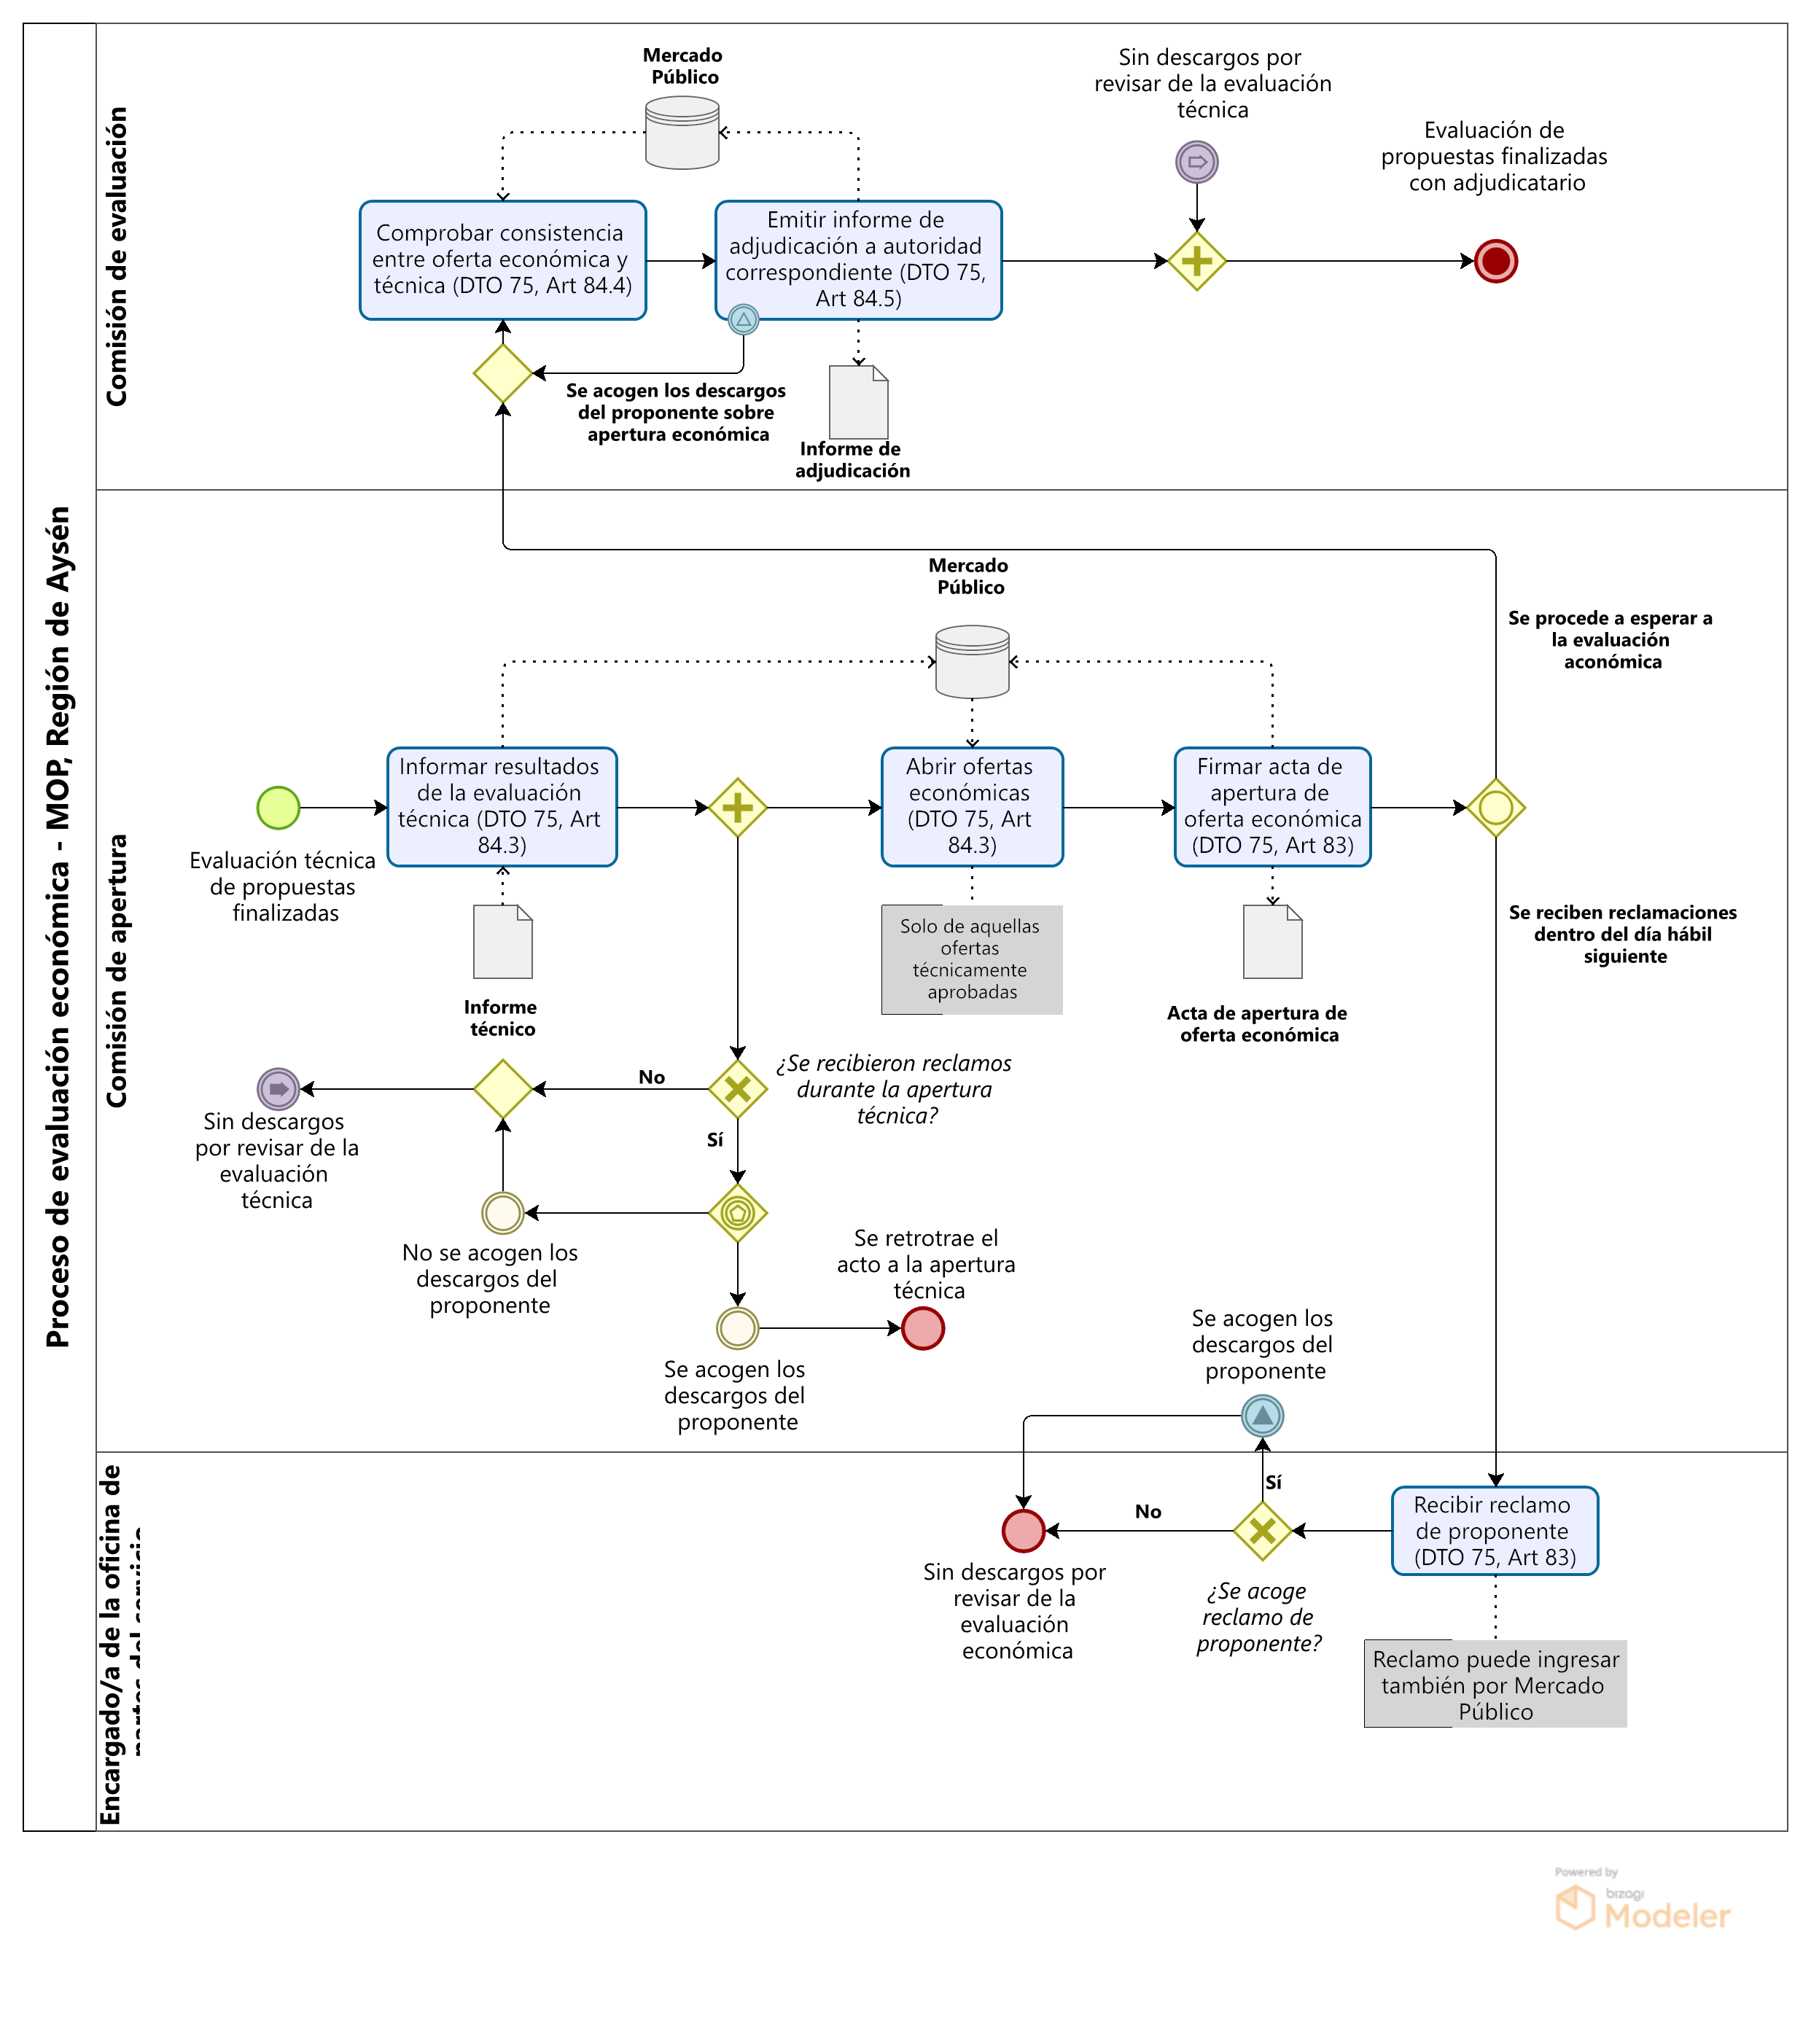 Proceso de evaluación económica - MOP, Región de Aysén
Comisión de evaluación
Mercado
Público
Sin descargos por
revisar de la evaluación
técnica
Evaluación de
propuestas finalizadas
con adjudicatario
Comprobar consistencia
entre oferta económica y
técnica (DTO 75, Art 84.4)
Emitir informe de
adjudicación a autoridad
correspondiente (DTO 75,
Art 84.5)
Se acogen los descargos
del proponente sobre
apertura económica
Informe de
adjudicación
Comisión de apertura
Mercado
Público
Se procede a esperar a
la evaluación
aconómica
Evaluación técnica
de propuestas
finalizadas
Informar resultados
de la evaluación
técnica (DTO 75, Art
84.3)
Abrir ofertas
económicas
(DTO 75, Art
84.3)
Firmar acta de
apertura de
oferta económica
(DTO 75, Art 83)
Se reciben reclamaciones
dentro del día hábil
siguiente
Solo de aquellas
ofertas
técnicamente
aprobadas
Informe
técnico
Acta de apertura de
oferta económica
¿Se recibieron reclamos
durante la apertura
técnica?
No
Sí
Sin descargos
por revisar de la
evaluación
técnica
No se acogen los
descargos del
proponente
Se retrotrae el
acto a la apertura
técnica
Se acogen los
descargos del
proponente
Se acogen los
descargos del
proponente
Encargado/a de la oficina de
partes del servicio
Sí
No
Recibir reclamo
de proponente
(DTO 75, Art 83)
Sin descargos por
revisar de la
evaluación
económica
¿Se acoge
reclamo de
proponente?
Reclamo puede ingresar
también por Mercado
Público
Powered by
bizagi
Modeler